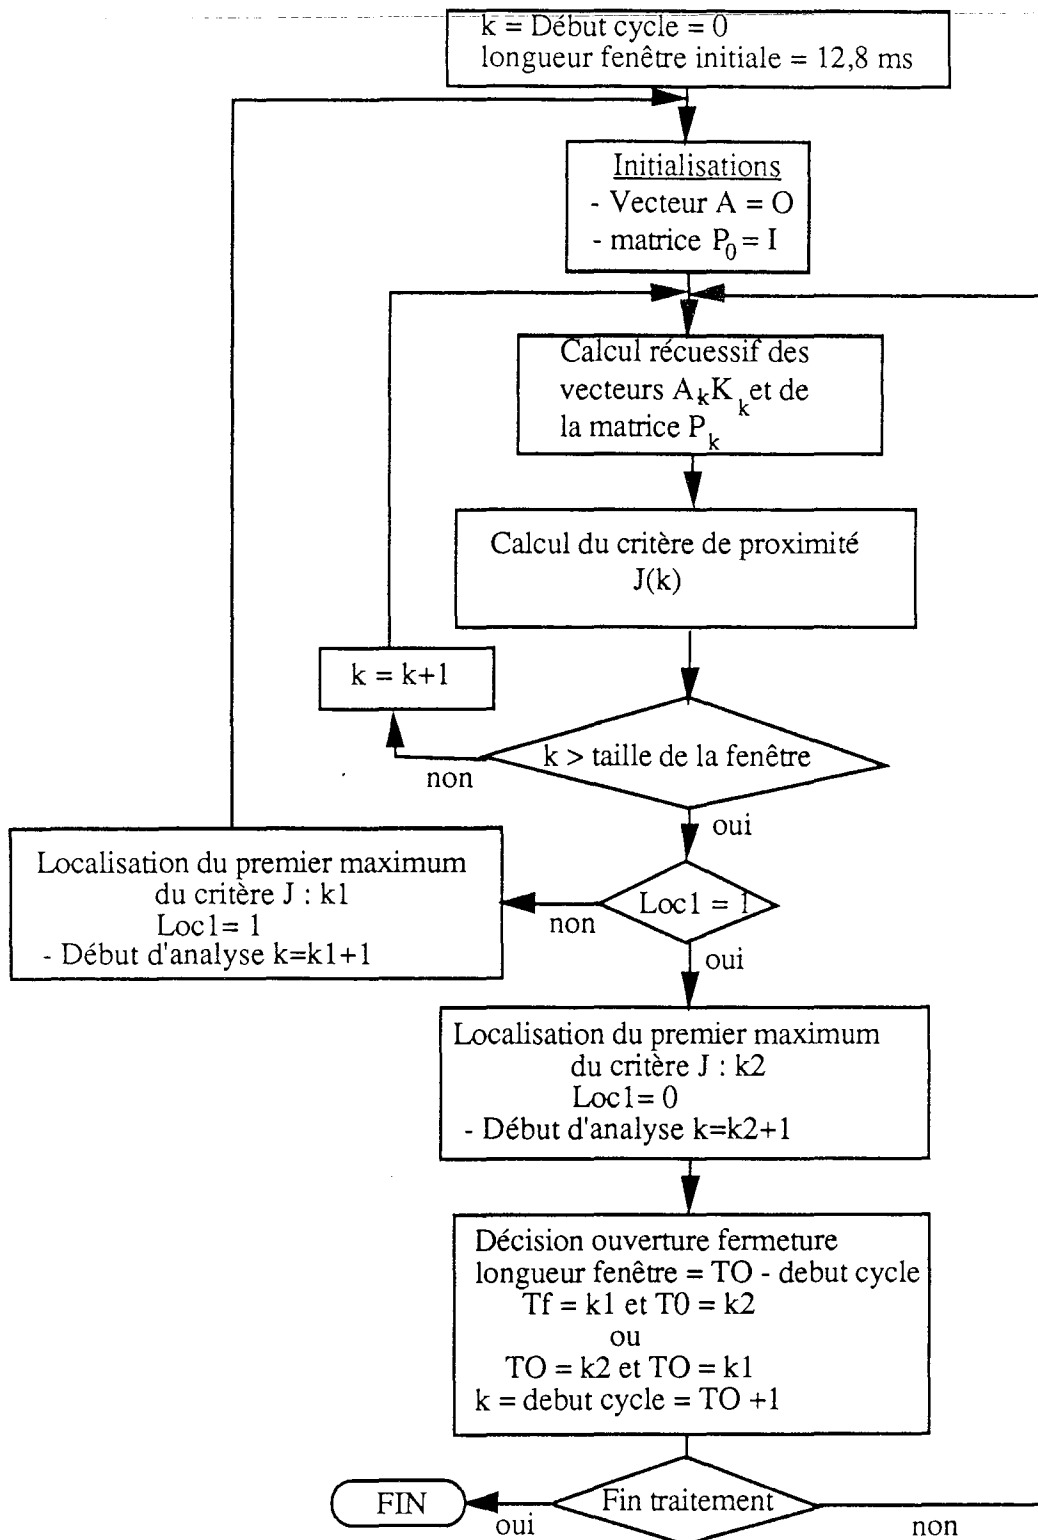 k = Début cycle = 0
longueur fenêtre initiale = 12,8 ms
Initialisations
- Vecteur A = O
- matrice P0 = I
Calcul récuessif des
vecteurs AkKk et de
la matrice Pk
Calcul du critère de proximité
J(k)
k = k+1
k > taille de la fenêtre
non
oui
Localisation du premier maximum
du critère J : k1
Loc1= 1
- Début d'analyse k=k1+1
Loc1 = 1
non
oui
Localisation du premier maximum
du critère J : k2
Loc1= 0
- Début d'analyse k=k2+1
Décision ouverture fermeture
longueur fenêtre = TO - debut cycle
Tf = k1 et T0 = k2
ou
TO = k2 et TO = k1
k = debut cycle = TO +1
FIN
Fin traitement
oui
non